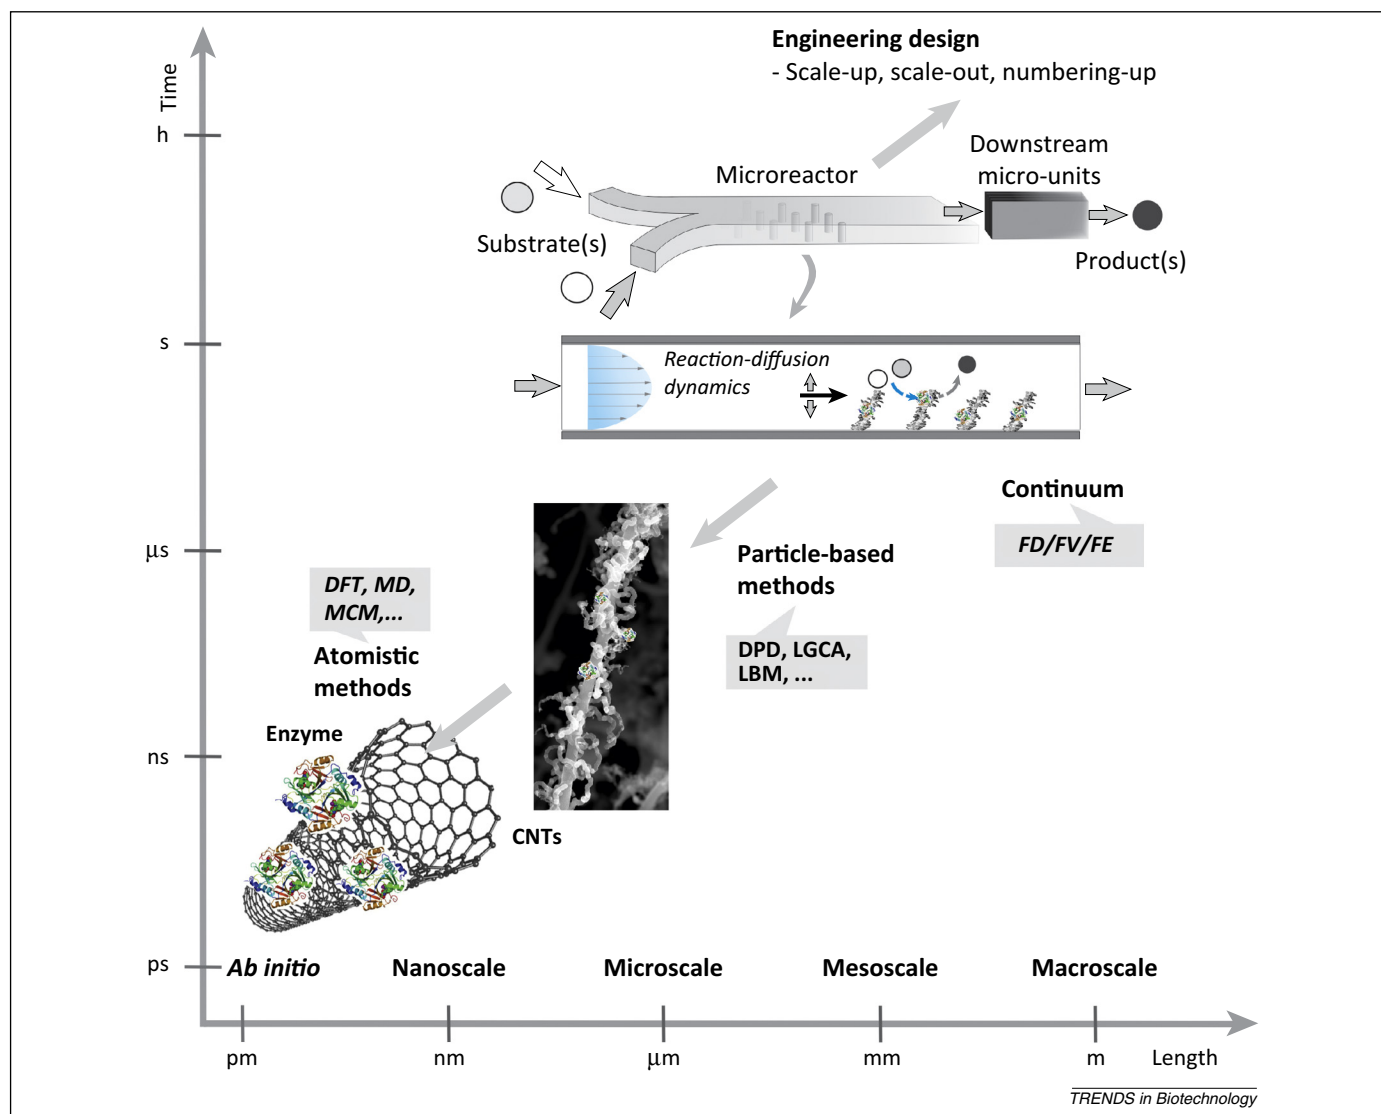 Engineering design
- Scale-up, scale-out, numbering-up
Time
h
Downstream
micro-units
Microreactor
Substrate(s)
Product(s)
s
Reaction-diffusion
dynamics
Continuum
FD/FV/FE
μs
Particle-based
methods
DPD, LGCA,
LBM, ...
DFT, MD,
MCM,...
Atomistic
methods
Enzyme
ns
CNTs
ps
Ab initio
Nanoscale
Microscale
Mesoscale
Macroscale
pm
nm
μm
mm
m
Length
TRENDS in Biotechnology